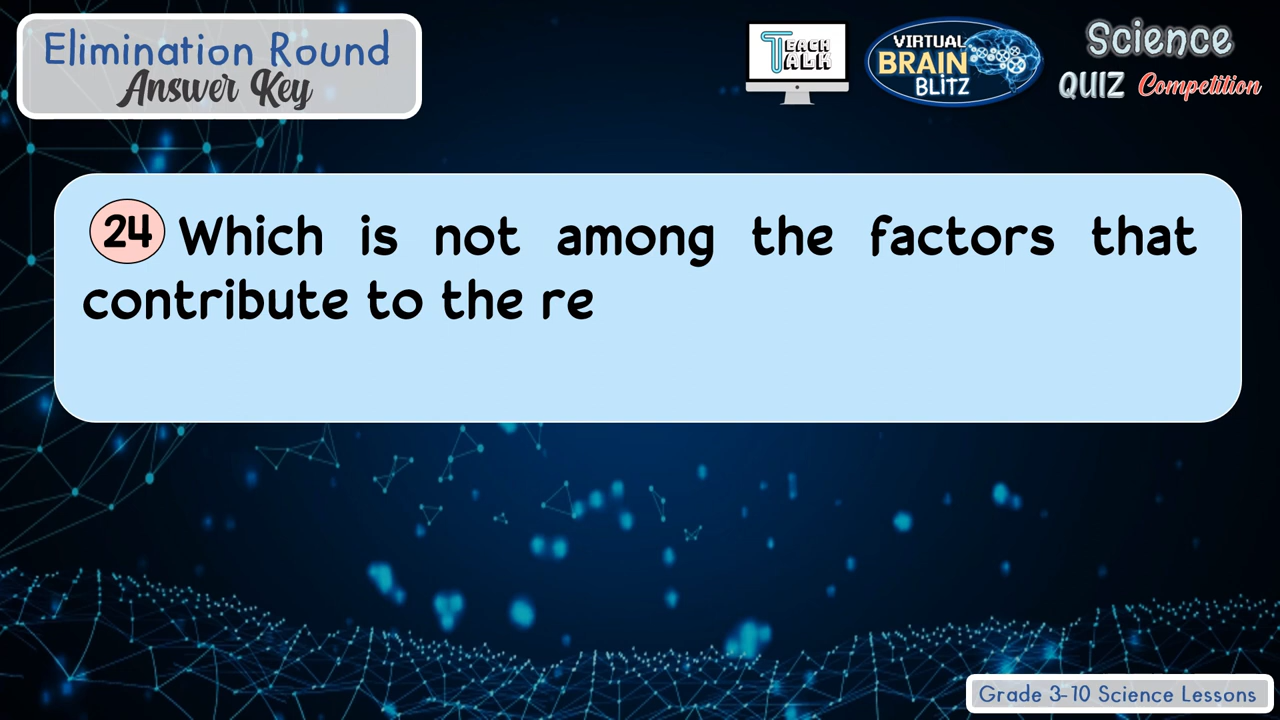 Elimination Round
Answer Key
TEACH
TALK
VIRTUAL
BRAIN
BLITZ
Science
QUIZ Competition
24 Which is not among the factors that
contribute to the re
Grade 3-10 Science Lessons